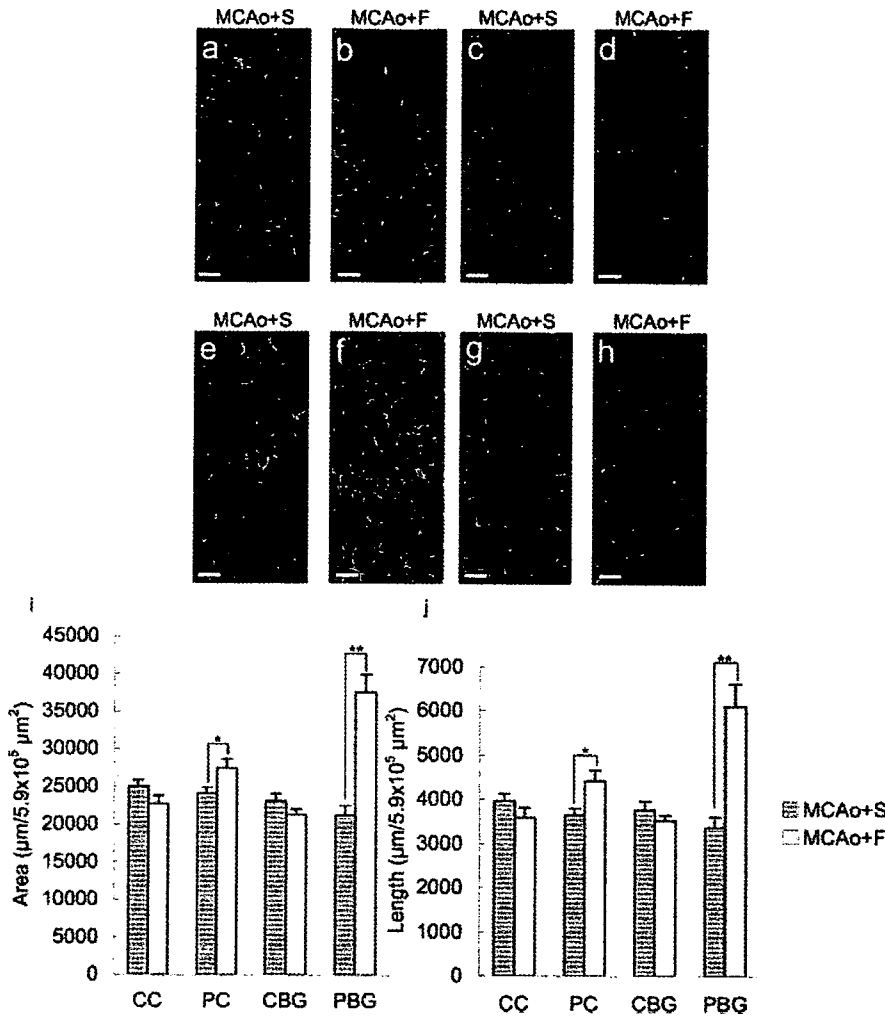 MCAo+S MCAo+F MCAo+S MCAo+F
a b c d
MCAo+S MCAo+F MCAo+S MCAo+F
e f g h
i
45000
40000
35000
30000
25000
20000
15000
10000
5000
0
Area (µm/5.9x10⁵ µm²)
* **
CC PC CBG PBG
j
7000
6000
5000
4000
3000
2000
1000
0
Length (µm/5.9x10⁵ µm²)
* **
CC PC CBG PBG
MCAo+S
MCAo+F